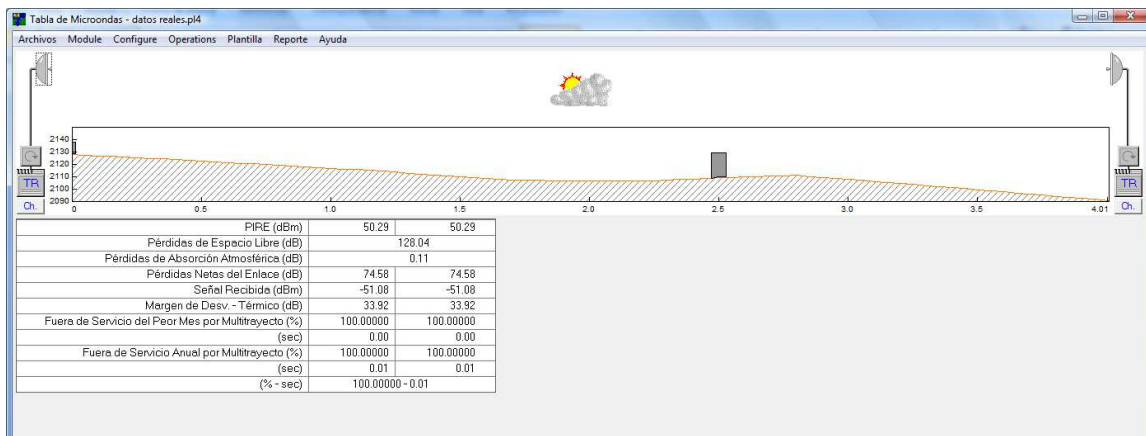 Tabla de Microondas - datos reales.pl4
Archivos Module Configure Operations Plantilla Reporte Ayuda
2140
2130
2120
2110
2100
2090
TR
Ch.
TR
Ch.
0 0.5 1.0 1.5 2.0 2.5 3.0 3.5 4.01
PIRE (dBm) 50.29 50.29
Pérdidas de Espacio Libre (dB) 128.04
Pérdidas de Absorción Atmosférica (dB) 0.11
Pérdidas Netas del Enlace (dB) 74.58 74.58
Señal Recibida (dBm) -51.08 -51.08
Margen de Desv. - Térmico (dB) 33.92 33.92
Fuera de Servicio del Peor Mes por Multitrayecto (%) 100.00000 100.00000
(sec) 0.00 0.00
Fuera de Servicio Anual por Multitrayecto (%) 100.00000 100.00000
(sec) 0.01 0.01
(% - sec) 100.00000 - 0.01